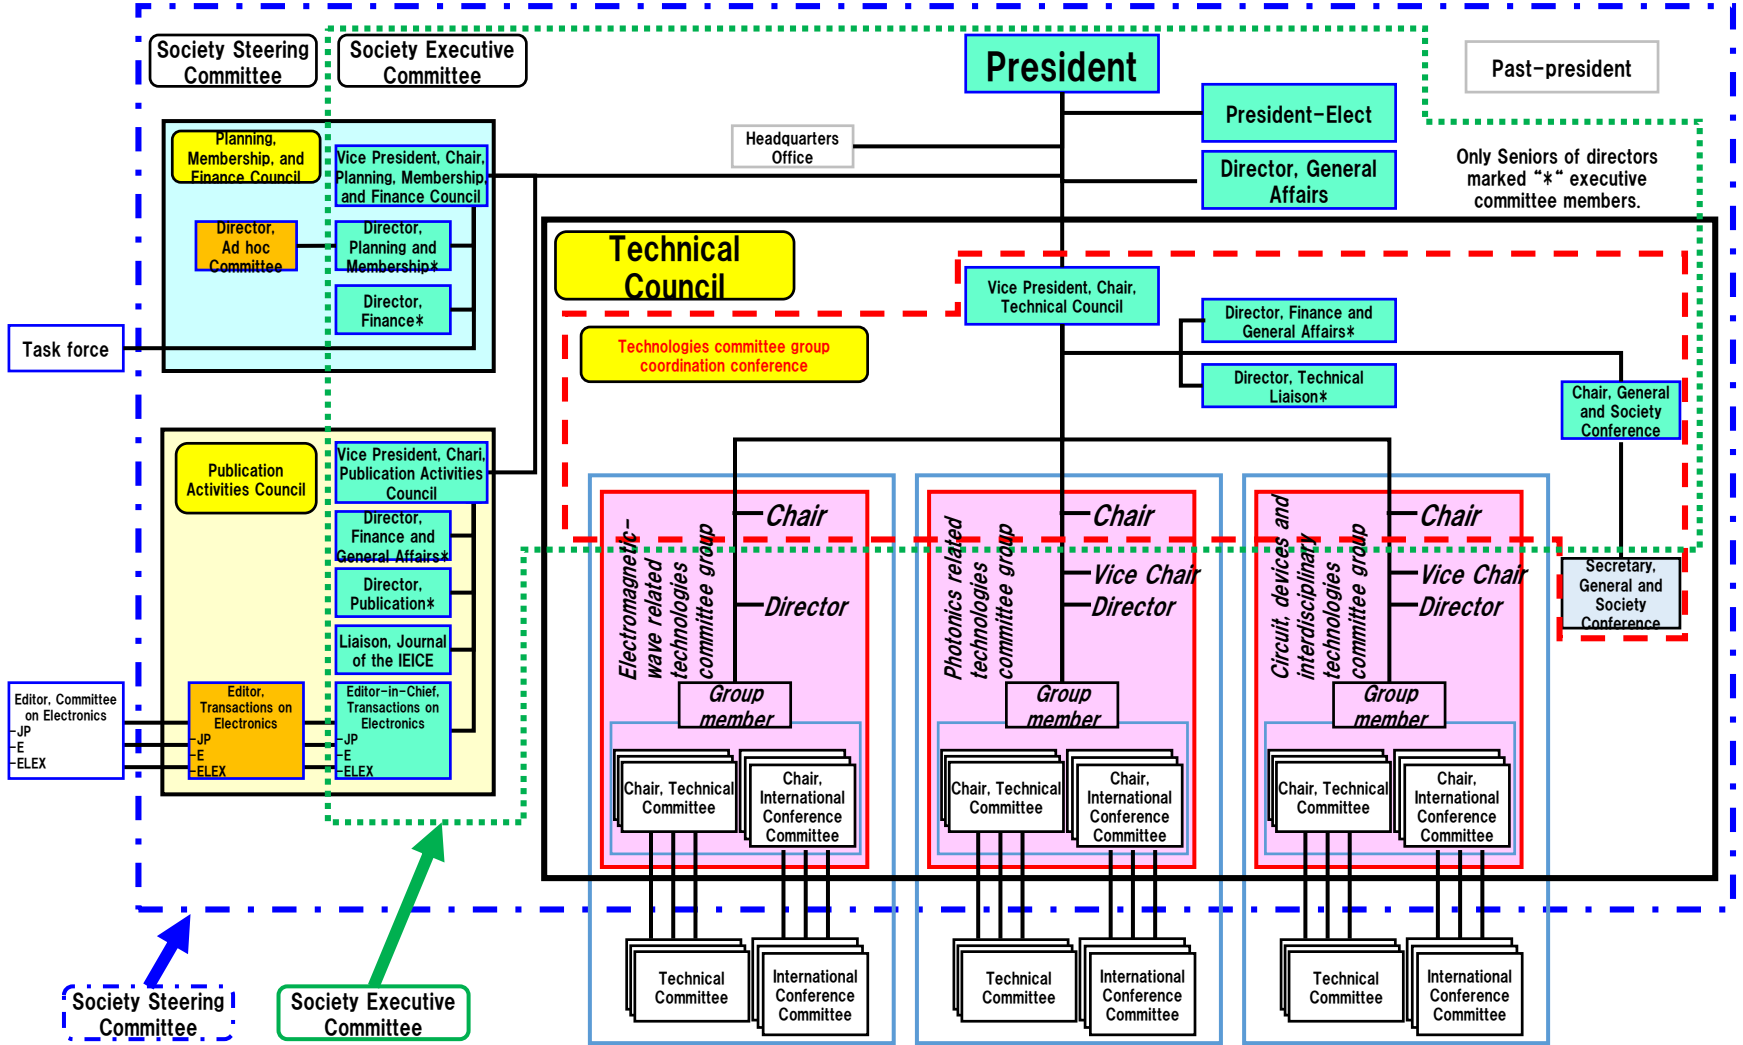 Society Steering
Committee
Society Executive
Committee
President
Past-president
President-Elect
Headquarters
Office
Director, General
Affairs
Only Seniors of directors
marked “*“ executive
committee members.
Planning,
Membership, and
Finance Council
Vice President, Chair,
Planning, Membership,
and Finance Council
Director,
Ad hoc
Committee
Director,
Planning and
Membership*
Director,
Finance*
Task force
Technical
Council
Vice President, Chair,
Technical Council
Technologies committee group
coordination conference
Director, Finance and
General Affairs*
Director, Technical
Liaison*
Chair, General
and Society
Conference
Secretary,
General and
Society
Conference
Publication
Activities Council
Vice President, Chari,
Publication Activities
Council
Director,
Finance and
General Affairs*
Director,
Publication*
Liaison, Journal
of the IEICE
Editor, Committee
on Electronics
-JP
-E
-ELEX
Editor,
Transactions on
Electronics
-JP
-E
-ELEX
Editor-in-Chief,
Transactions on
Electronics
-JP
-E
-ELEX
Electromagnetic-
wave related
technologies
committee group
Chair
Director
Group
member
Chair, Technical
Committee
Chair,
International
Conference
Committee
Technical
Committee
International
Conference
Committee
Photonics related
technologies
committee group
Chair
Vice Chair
Director
Group
member
Chair, Technical
Committee
Chair,
International
Conference
Committee
Technical
Committee
International
Conference
Committee
Circuit, devices and
interdisciplinary
technologies
committee group
Chair
Vice Chair
Director
Group
member
Chair, Technical
Committee
Chair,
International
Conference
Committee
Technical
Committee
International
Conference
Committee
Society Steering
Committee
Society Executive
Committee